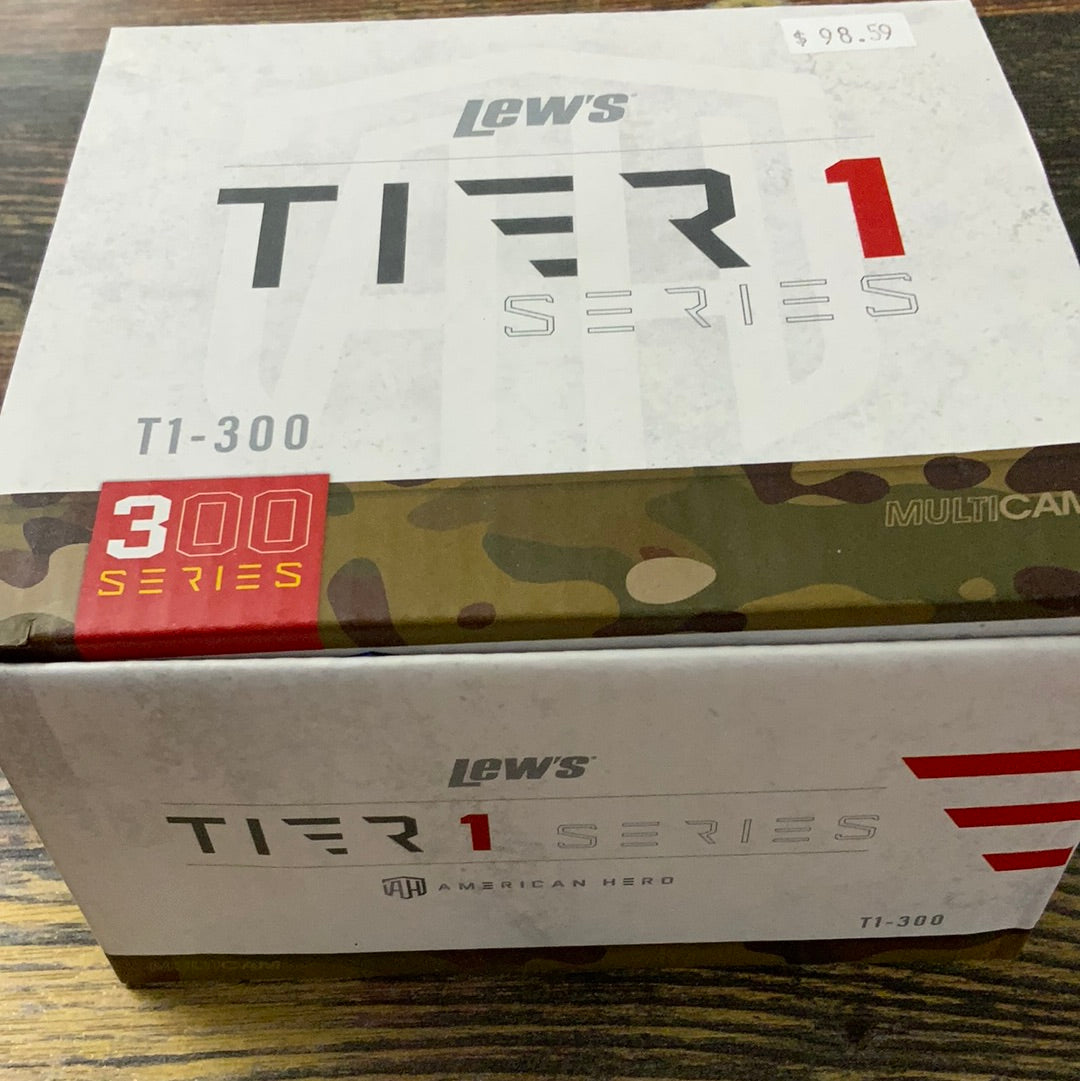 $ 98.59
Lew's
TIER 1
SERIES
T1-300
300
SERIES
MULTICAM
Lew's
TIER 1 SERIES
AH AMERICAN HERO
T1-300